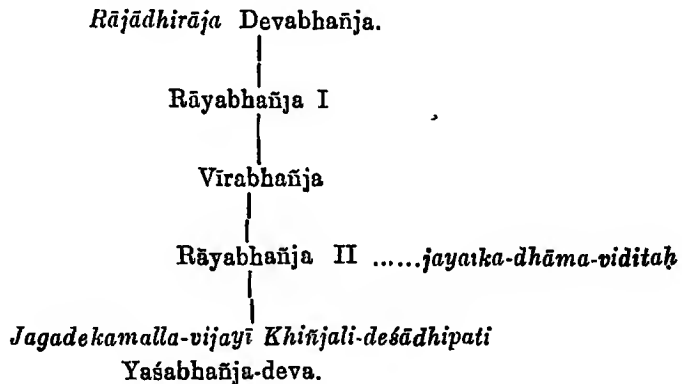 Rājādhirāja Devabhañja.
Rāyabhañja I
Vīrabhañja
Rāyabhañja II ......jayaika-dhāma-viditaḥ
Jagadekamalla-vijayī Khiñjali-deśādhipati
Yaśabhañja-deva.